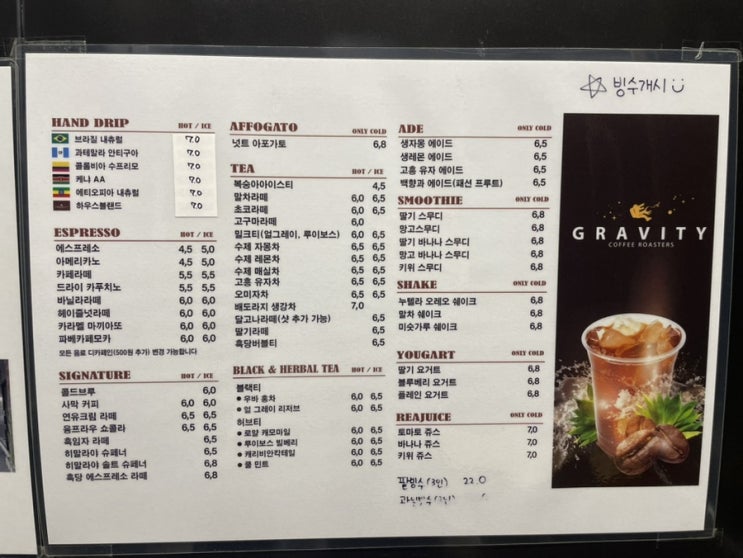 ☆ 빙수개시
HAND DRIP HOT / ICE
브라질 내츄럴 7.0
과테말라 안티구아 7.0
콜롬비아 수프리모 7.0
케냐 AA 7.0
에티오피아 내츄럴 7.0
하우스블랜드 7.0
ESPRESSO HOT / ICE
에스프레소 4,5 5,0
아메리카노 4,5 5,0
카페라떼 5,5 5,5
드라이 카푸치노 5,5 5,5
바닐라라떼 6,0 6,0
헤이즐넛라떼 6,0 6,0
카라멜 마끼아또 6,0 6,0
파베카페모카 6,0 6,0
모든 음료 디카페인(500원 추가) 변경 가능합니다
SIGNATURE HOT / ICE
콜드브루 6,0
사막 커피 6,0 6,0
연유크림 라떼 6,5 6,5
융프라우 쇼콜라 6,5 6,5
흑임자 라떼 6,5
히말라야 슈페너 6,5
히말라야 솔트 슈페너 6,8
흑당 에스프레소 라떼 6,8
AFFOGATO ONLY COLD
넛트 아포가토 6,8
TEA HOT / ICE
복숭아아이스티 4,5
말차라떼 6,0 6,5
초코라떼 6,0 6,5
고구마라떼 6,0
밀크티(얼그레이, 루이보스) 6,0 6,5
수제 자몽차 6,5 6,5
수제 레몬차 6,5 6,5
수제 매실차 6,5 6,5
고흥 유자차 6,5 6,5
오미자차 6,5 6,5
배도라지 생강차 7,0
달고나라떼(샷 추가 가능) 6,5
딸기라떼 6,5
흑당버블티 6,5
BLACK & HERBAL TEA HOT / ICE
블랙티
• 우바 홍차 6,0 6,5
• 얼 그레이 리저브 6,0 6,5
허브티
• 로얄 캐모마일 6,0 6,5
• 루이보스 빌베리 6,0 6,5
• 캐리비안칵테일 6,0 6,5
• 쿨 민트 6,0 6,5
ADE ONLY COLD
생자몽 에이드 6,5
생레몬 에이드 6,5
고흥 유자 에이드 6,5
백향과 에이드(패션 프루트) 6,5
SMOOTHIE ONLY COLD
딸기 스무디 6,8
망고스무디 6,8
딸기 바나나 스무디 6,8
망고 바나나 스무디 6,8
키위 스무디 6,8
SHAKE ONLY COLD
누텔라 오레오 쉐이크 6,8
말차 쉐이크 6,8
미숫가루 쉐이크 6,8
YOUGART ONLY COLD
딸기 요거트 6,8
블루베리 요거트 6,8
플레인 요거트 6,8
REAJUICE ONLY COLD
토마토 쥬스 7,0
바나나 쥬스 7,0
키위 쥬스 7,0
팥빙수 (3인) 22.0
GRAVITY
COFFEE ROASTERS